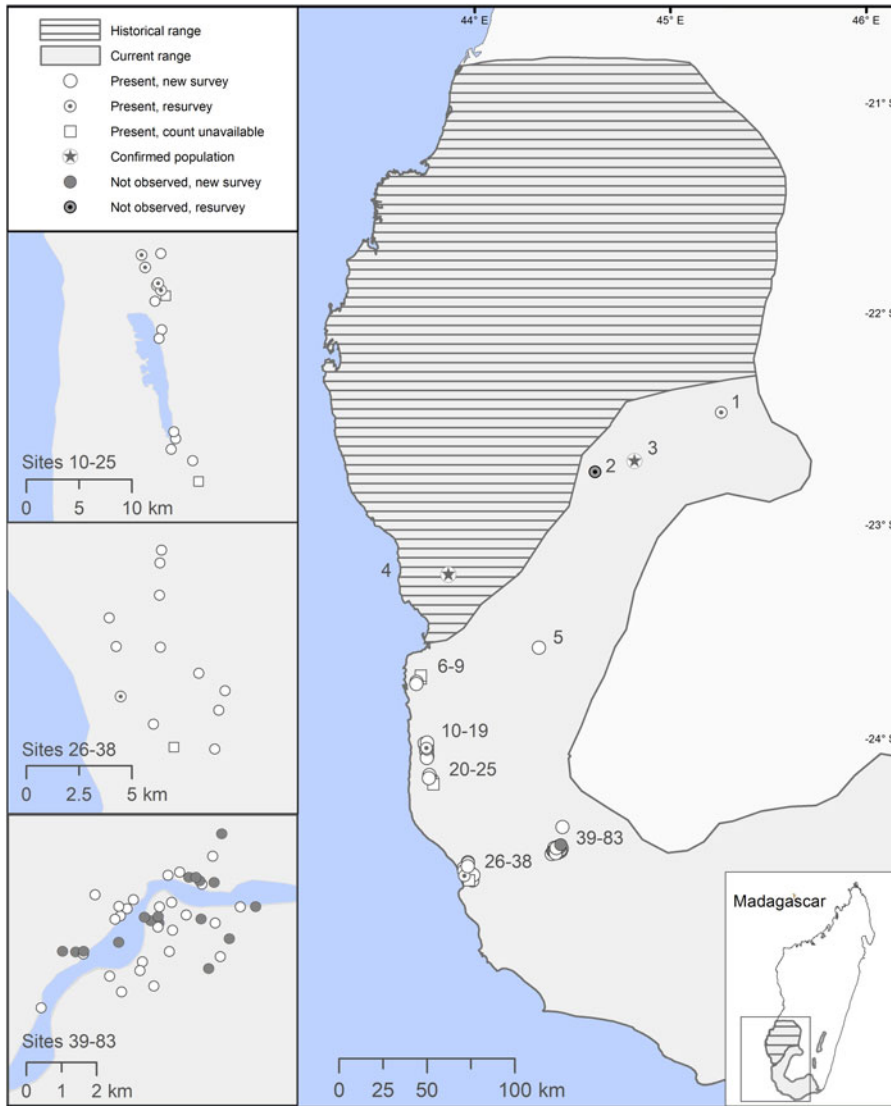 44° E
45° E
46° E
Historical range
Current range
Present, new survey
Present, resurvey
Present, count unavailable
Confirmed population
Not observed, new survey
Not observed, resurvey
-21° S
-22° S
-23° S
-24° S
Sites 10-25
0 5 10 km
Sites 26-38
0 2.5 5 km
Sites 39-83
0 1 2 km
1
3
2
4
5
6-9
10-19
20-25
39-83
26-38
0 25 50 100 km
Madagascar